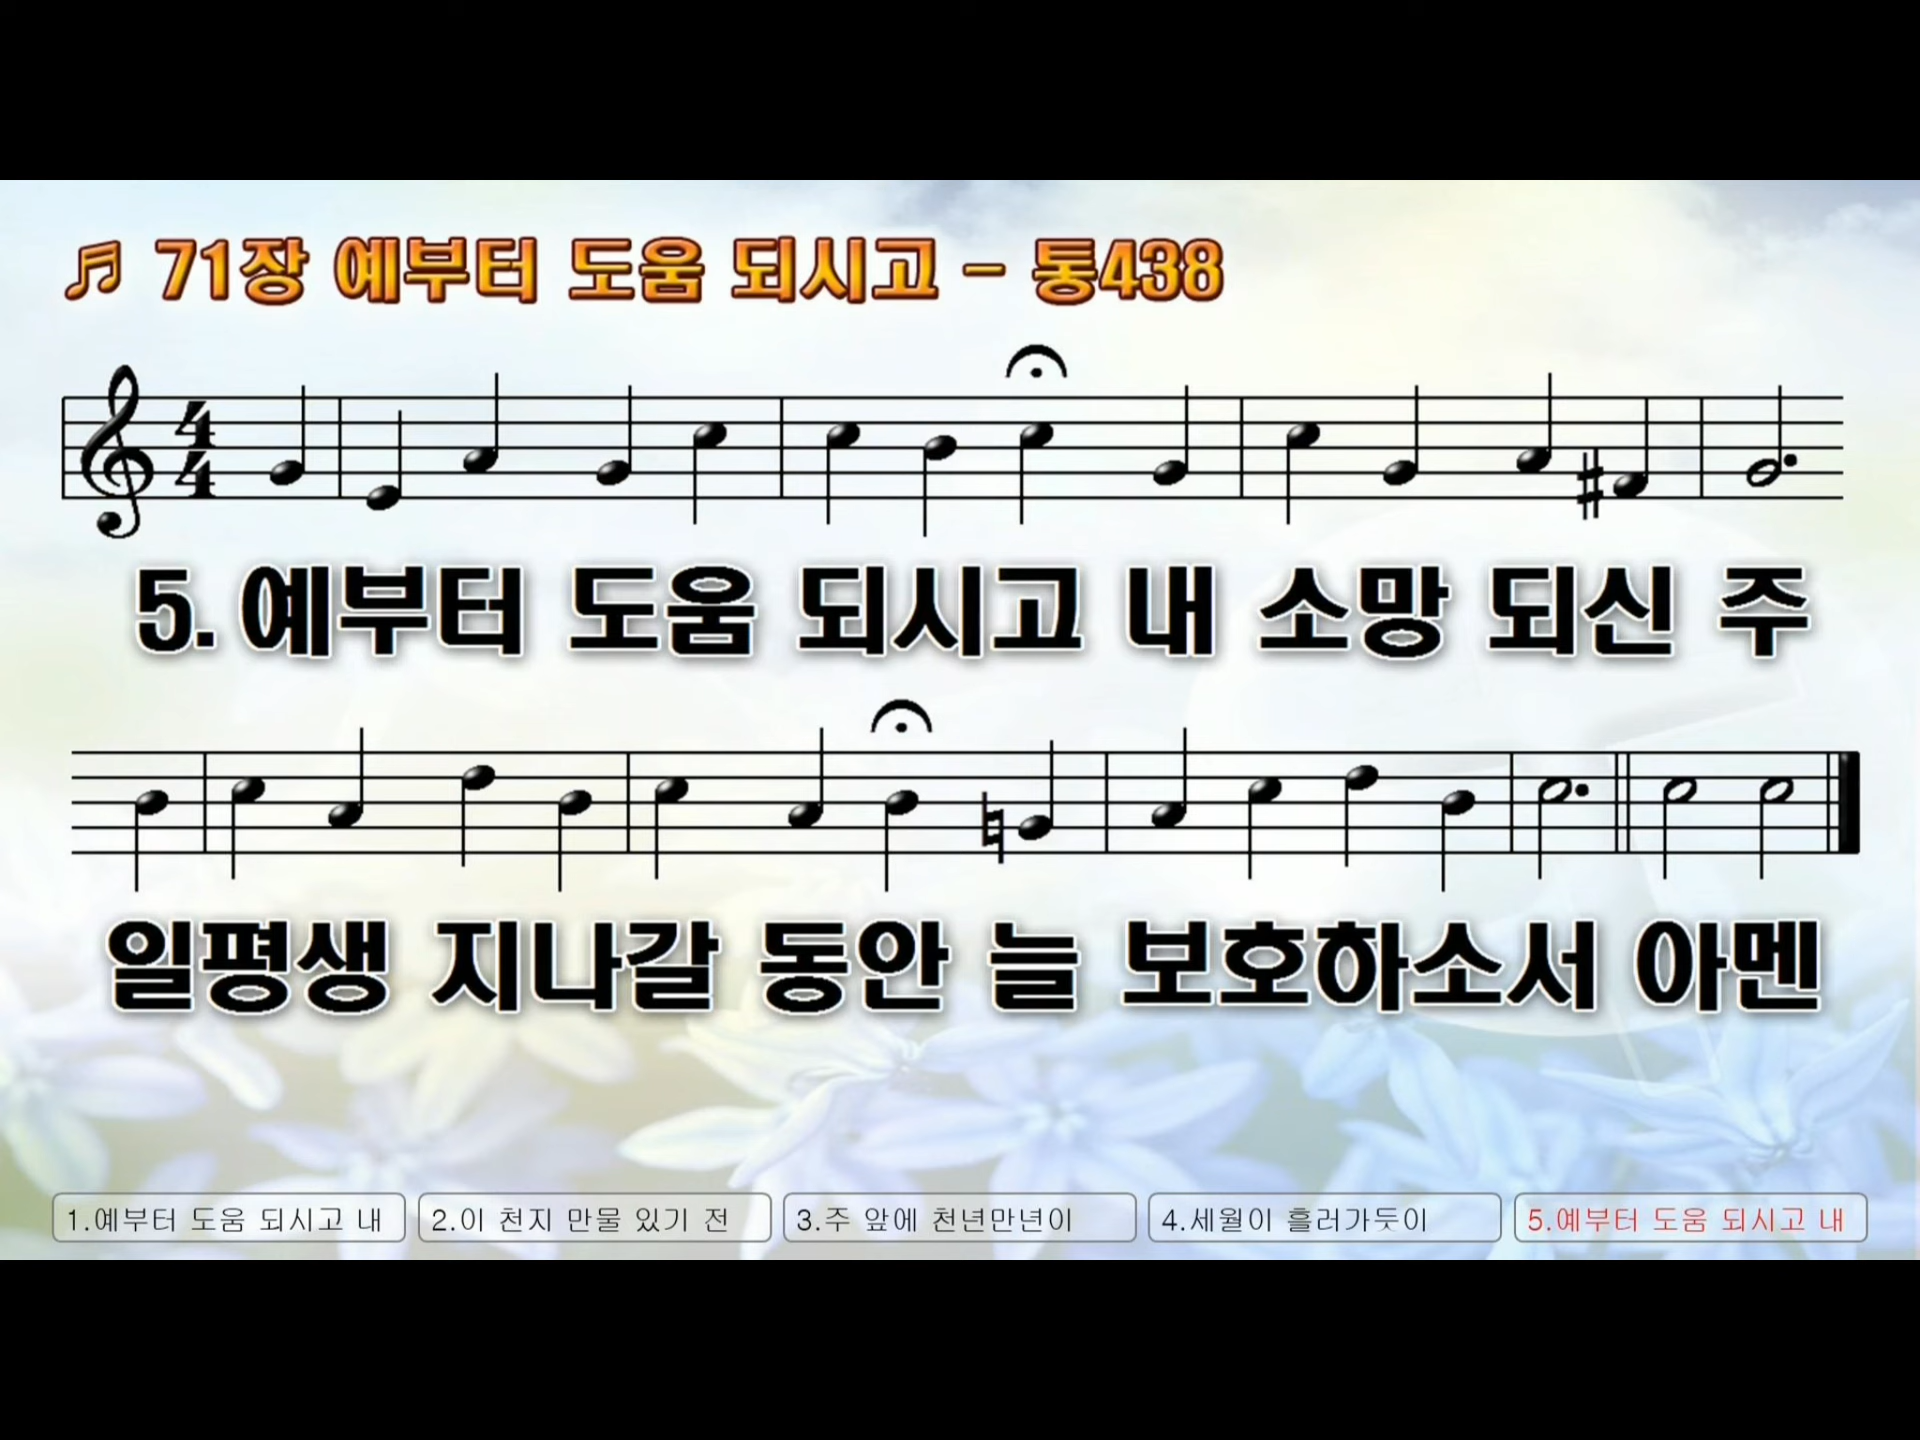 ♬ 71장 예부터 도움 되시고 - 통438
5. 예부터 도움 되시고 내 소망 되신 주
일평생 지나갈 동안 늘 보호하소서 아멘
1.예부터 도움 되시고 내
2.이 천지 만물 있기 전
3.주 앞에 천년만년이
4.세월이 흘러가듯이
5.예부터 도움 되시고 내